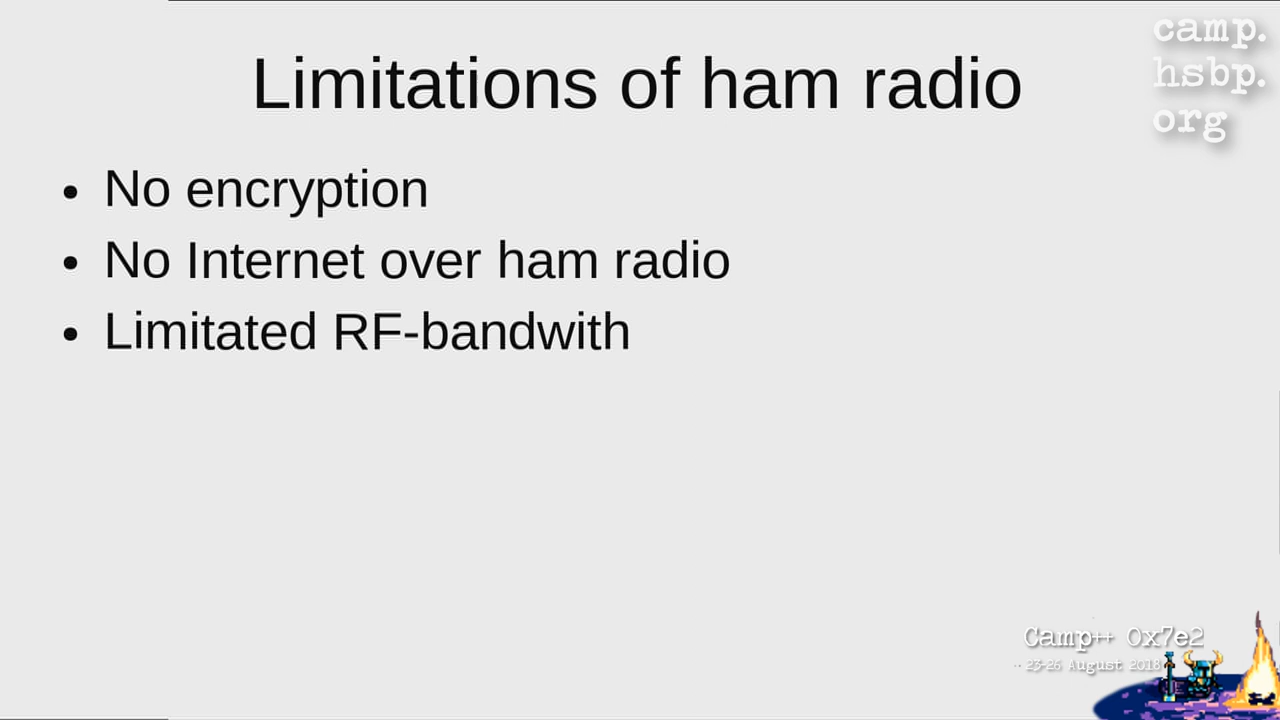 Limitations of ham radio
• No encryption
• No Internet over ham radio
• Limitated RF-bandwith
camp.
hsbp.
org
Camp++ 0x7e2
23-26 August 2018